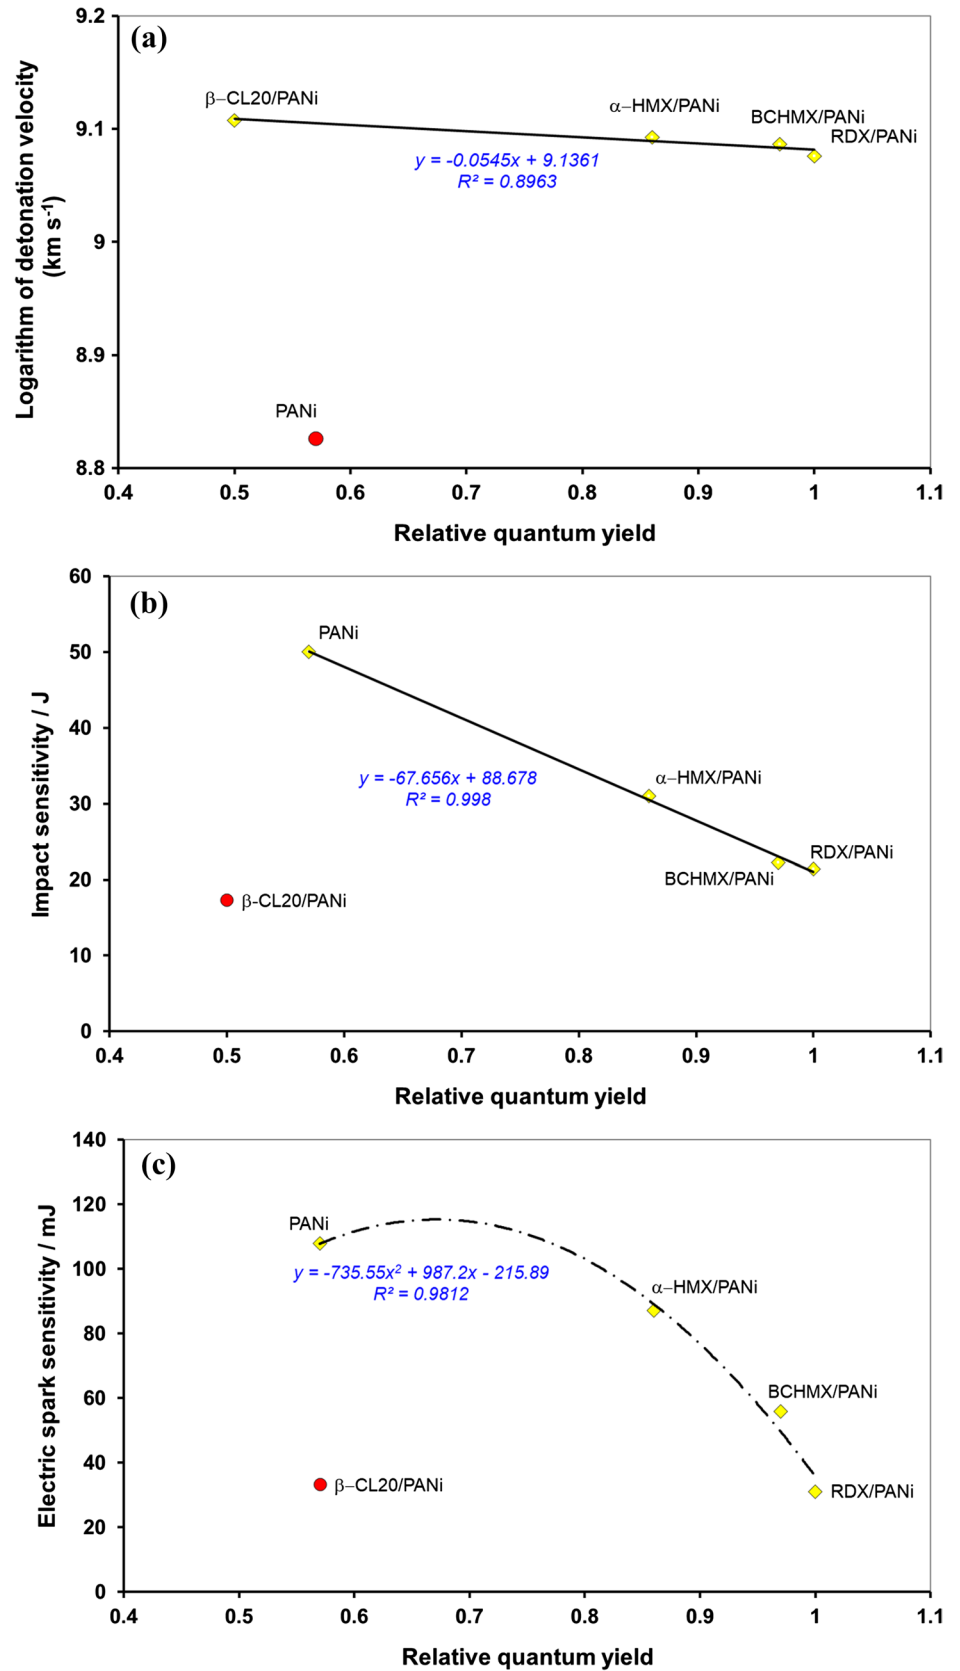 (a)
Logarithm of detonation velocity
(km s⁻¹)
9.2
9.1
9
8.9
8.8
β–CL20/PANi
α–HMX/PANi
BCHMX/PANi
RDX/PANi
y = -0.0545x + 9.1361
R² = 0.8963
PANi
0.4 0.5 0.6 0.7 0.8 0.9 1 1.1
Relative quantum yield
(b)
Impact sensitivity / J
60
50
40
30
20
10
0
PANi
y = -67.656x + 88.678
R² = 0.998
α–HMX/PANi
RDX/PANi
BCHMX/PANi
β-CL20/PANi
0.4 0.5 0.6 0.7 0.8 0.9 1 1.1
Relative quantum yield
(c)
Electric spark sensitivity / mJ
140
120
100
80
60
40
20
0
PANi
y = -735.55x² + 987.2x - 215.89
R² = 0.9812
α–HMX/PANi
BCHMX/PANi
β–CL20/PANi
RDX/PANi
0.4 0.5 0.6 0.7 0.8 0.9 1 1.1
Relative quantum yield